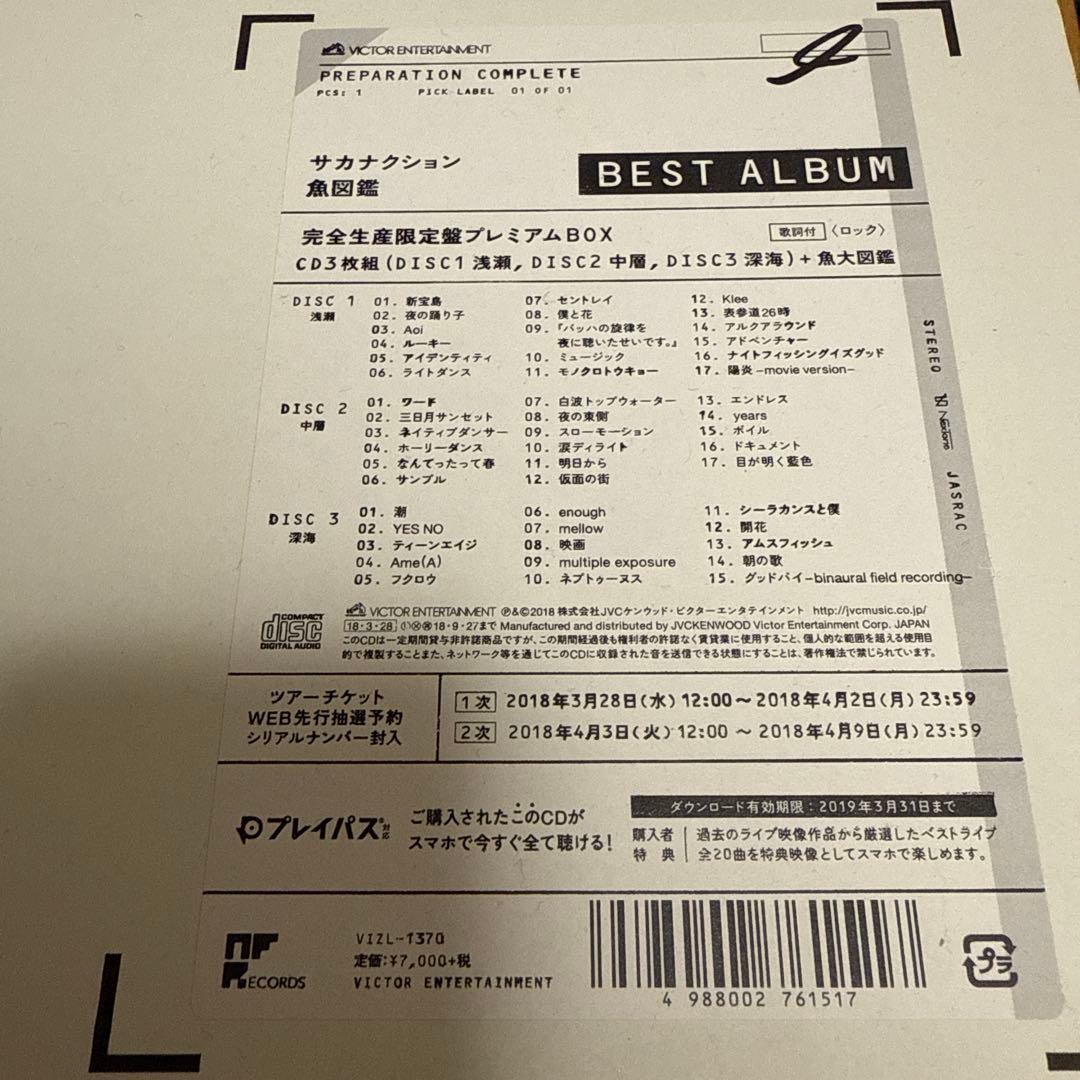 VICTOR ENTERTAINMENT
PREPARATION COMPLETE
PCS: 1 PICK LABEL 01 OF 01
サカナクション
魚図鑑
BEST ALBUM
完全生産限定盤プレミアムBOX
歌詞付 〈ロック〉
CD3枚組(DISC1 浅瀬, DISC2 中層, DISC3 深海)+魚大図鑑
DISC 1
浅瀬
01. 新宝島
02. 夜の踊り子
03. Aoi
04. ルーキー
05. アイデンティティ
06. ライトダンス
07. セントレイ
08. 僕と花
09. 『バッハの旋律を
夜に聴いたせいです。』
10. ミュージック
11. モノクロトウキョー
12. Klee
13. 表参道26時
14. アルクアラウンド
15. アドベンチャー
16. ナイトフィッシングイズグッド
17. 陽炎-movie version-
DISC 2
中層
01. ワード
02. 三日月サンセット
03. ネイティブダンサー
04. ホーリーダンス
05. なんてったって春
06. サンプル
07. 白波トップウォーター
08. 夜の東側
09. スローモーション
10. 涙ディライト
11. 明日から
12. 仮面の街
13. エンドレス
14. years
15. ボイル
16. ドキュメント
17. 目が明く藍色
DISC 3
深海
01. 潮
02. YES NO
03. ティーンエイジ
04. Ame(A)
05. フクロウ
06. enough
07. mellow
08. 映画
09. multiple exposure
10. ネプトゥーヌス
11. シーラカンスと僕
12. 開花
13. アムスフィッシュ
14. 朝の歌
15. グッドバイ-binaural field recording-
STEREO
NexTone
JASRAC
COMPACT
disc
DIGITAL AUDIO
VICTOR ENTERTAINMENT ℗&©2018 株式会社JVCケンウッド・ビクターエンタテインメント http://jvcmusic.co.jp/
18・3・28 18・9・27まで Manufactured and distributed by JVCKENWOOD Victor Entertainment Corp. JAPAN
このCDは一定期間貸与非許諾商品ですが、この期間経過後も権利者の許諾なく賃貸業に使用すること、個人的な範囲を超える使用目
的で複製することまた、ネットワーク等を通じてこのCDに収録された音を送信できる状態にすることは、著作権法で禁じられています。
ツアーチケット
WEB先行抽選予約
シリアルナンバー封入
1次 2018年3月28日(水) 12:00〜2018年4月2日(月) 23:59
2次 2018年4月3日(火) 12:00 〜 2018年4月9日(月) 23:59
プレイパス®対応
ご購入されたこのCDが
スマホで今すぐ全て聴ける!
ダウンロード有効期限:2019年3月31日まで
購入者
特典
過去のライブ映像作品から厳選したベストライブ
全20曲を特典映像としてスマホで楽しめます。
NF
RECORDS
VIZL-1370
定価:¥7,000+税
VICTOR ENTERTAINMENT
4 988002 761517
プラ